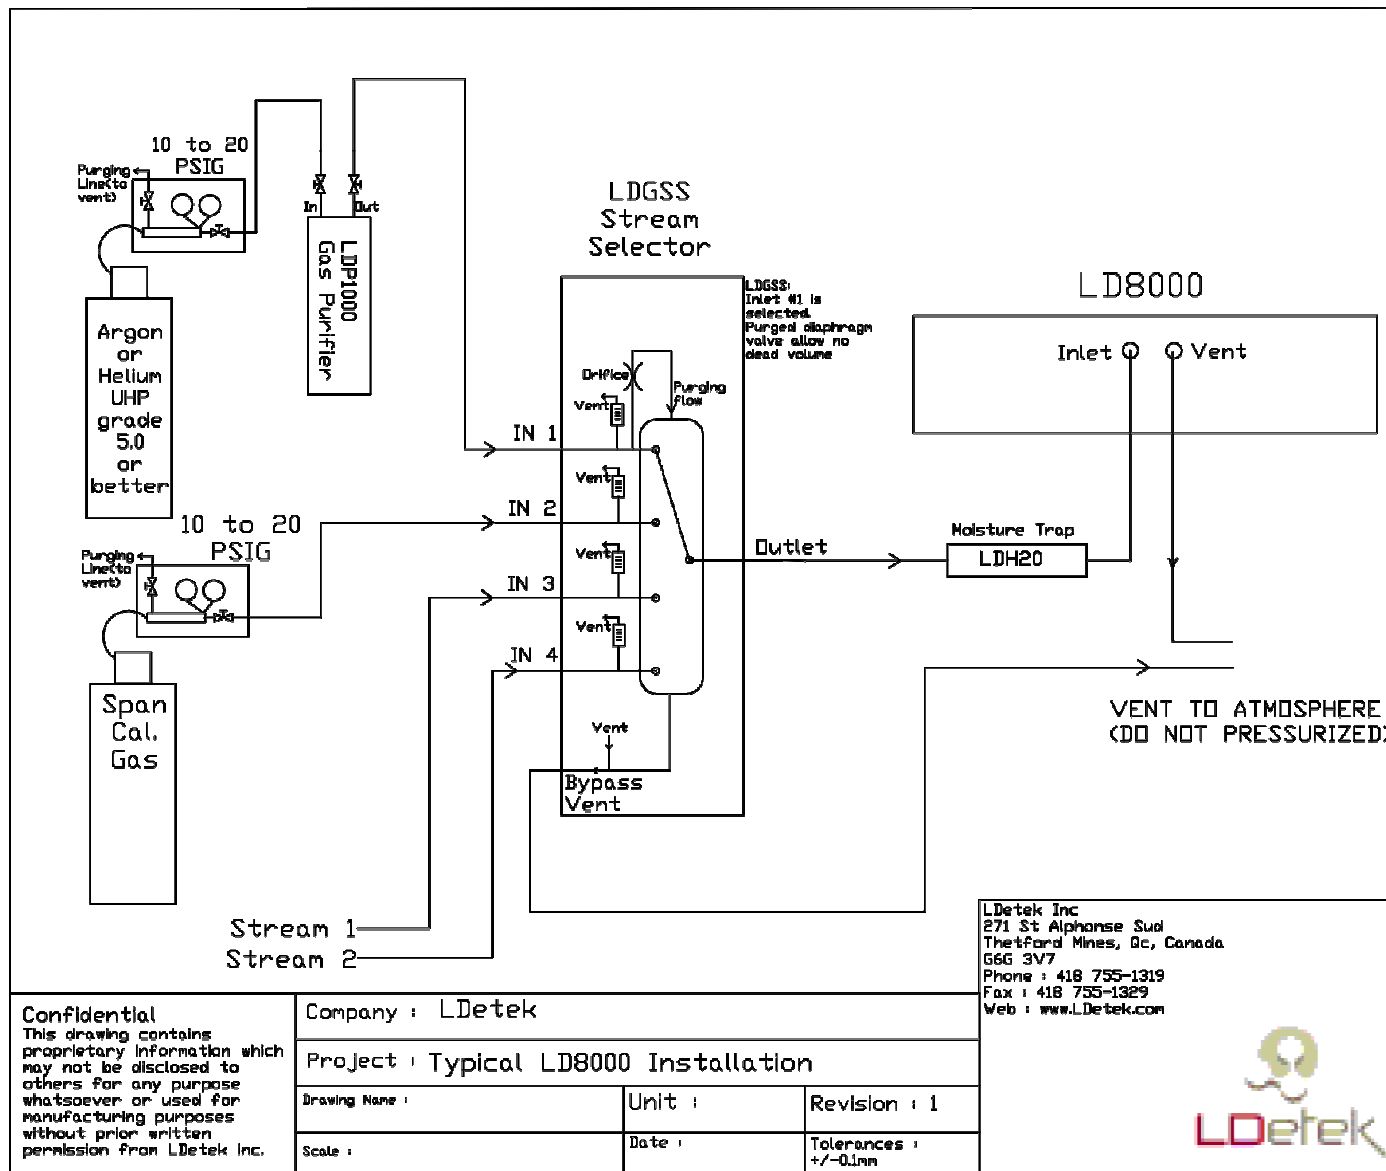 10 to 20
PSIG
Purging
Line(to
vent)
In
Out
LDP1000
Gas Purifier
Argon
or
Helium
UHP
grade
5.0
or
better
LDGSS
Stream
Selector
LDGSS:
Inlet #1 is
selected.
Purged diaphragm
valve allow no
dead volume
Orifice
Purging
flow
Vent
IN 1
Vent
IN 2
Vent
IN 3
Vent
IN 4
Outlet
Vent
Bypass
Vent
LD8000
Inlet
Vent
Moisture Trap
LDH20
VENT TO ATMOSPHERE
(DO NOT PRESSURIZED)
10 to 20
PSIG
Purging
Line(to
vent)
Span
Cal.
Gas
Stream 1
Stream 2
LDetek Inc
271 St Alphonse Sud
Thetford Mines, Qc, Canada
G6G 3V7
Phone : 418 755-1319
Fax : 418 755-1329
Web : www.LDetek.com
Confidential
This drawing contains
proprietary information which
may not be disclosed to
others for any purpose
whatsoever or used for
manufacturing purposes
without prior written
permission from LDetek Inc.
Company : LDetek
Project : Typical LD8000 Installation
Drawing Name :
Unit :
Revision : 1
Scale :
Date :
Tolerances :
+/-0.1mm
LDetek